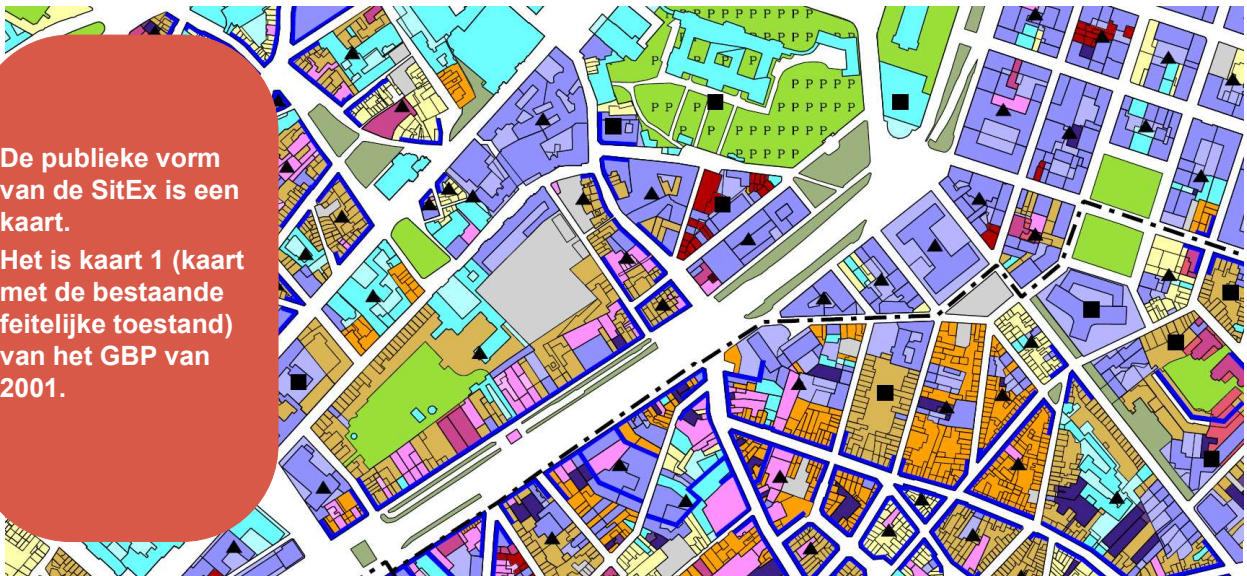 De publieke vorm
van de SitEx is een
kaart.
Het is kaart 1 (kaart
met de bestaande
feitelijke toestand)
van het GBP van
2001.
P P P P P P P P
P P P P P
P P P P P
P P P P P P
P P P P P P P P P
P P P P P P P P
P P P P P